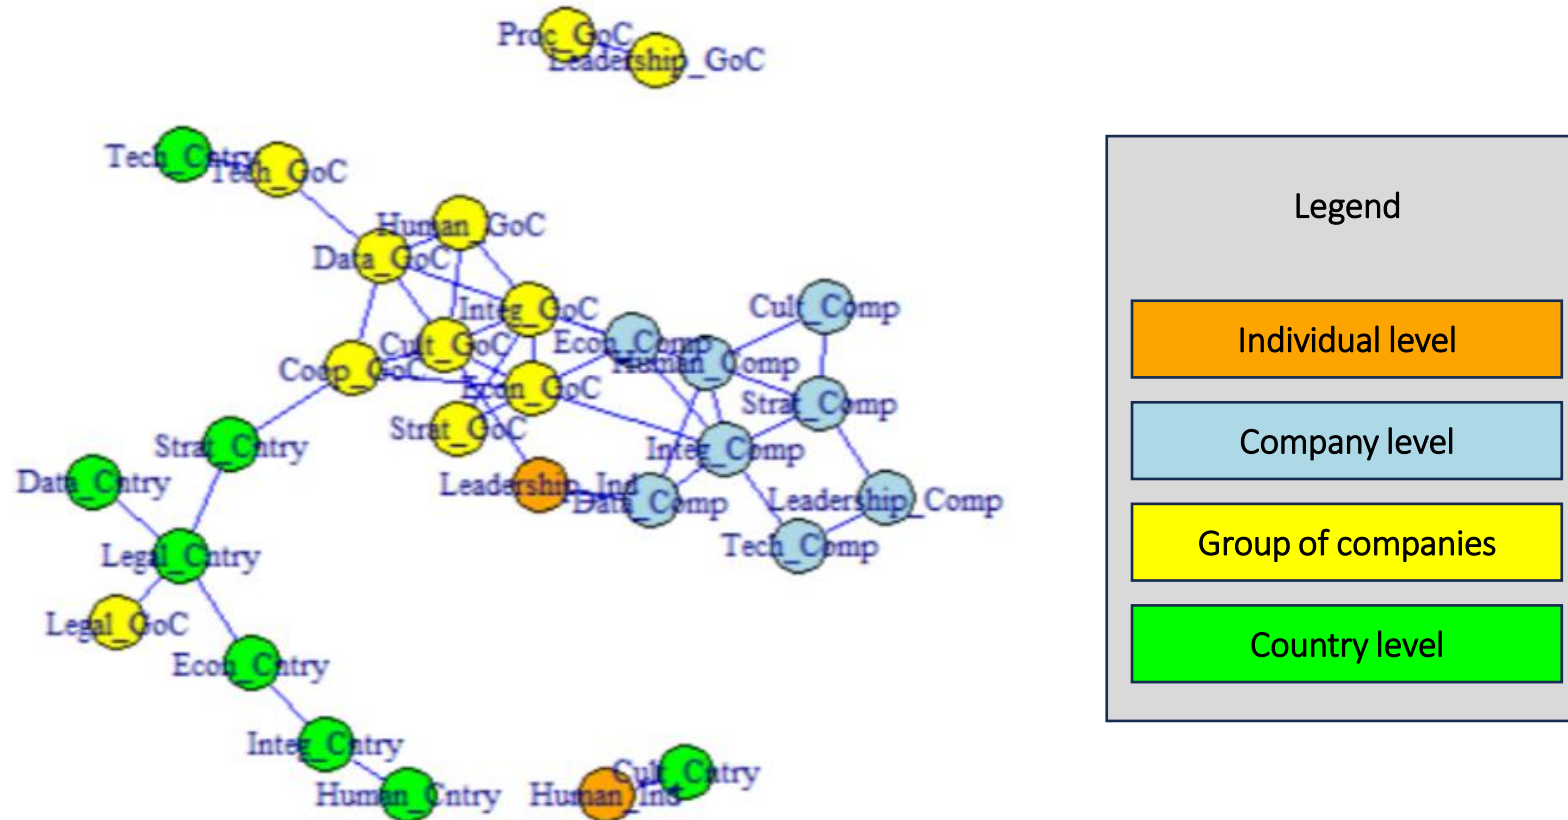 Proc_GoC
Leadership_GoC
Tech_Cntry
Tech_GoC
Human_GoC
Data_GoC
Integ_GoC
Cult_Comp
Econ_Comp
Cult_GoC
Human_Comp
Coop_GoC
Econ_GoC
Strat_Comp
Strat_GoC
Strat_Cntry
Integ_Comp
Data_Cntry
Leadership_Ind
Data_Comp
Leadership_Comp
Tech_Comp
Legal_Cntry
Legal_GoC
Econ_Cntry
Integ_Cntry
Cult_Cntry
Human_Cntry
Human_Ind
Legend
Individual level
Company level
Group of companies
Country level